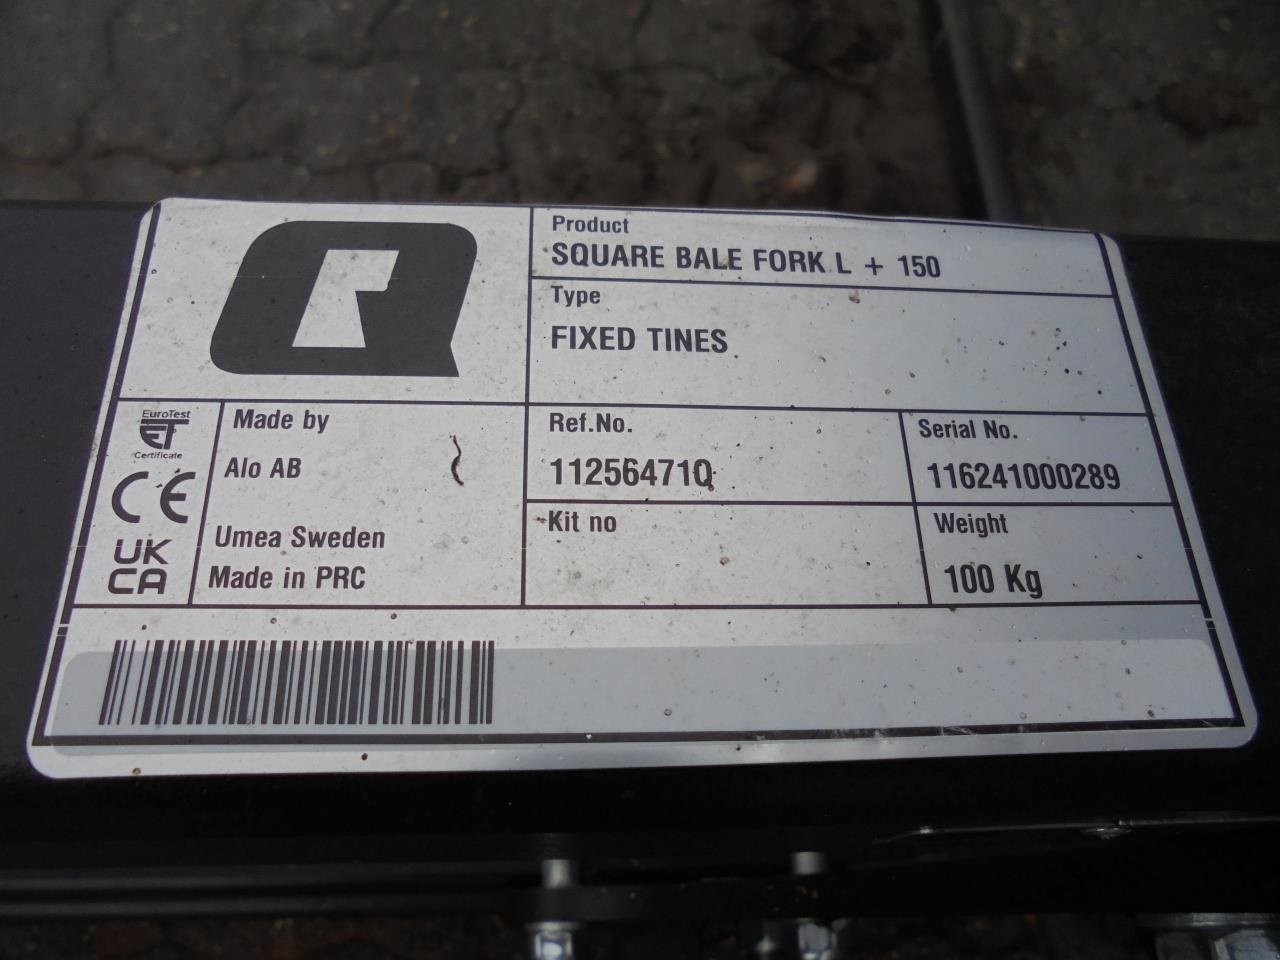 Product
SQUARE BALE FORK L + 150
Type
FIXED TINES
EuroTest
ET
Certificate
CE
UK
CA
Made by
Alo AB
Umea Sweden
Made in PRC
Ref.No.
11256471Q
Serial No.
116241000289
Kit no
Weight
100 Kg